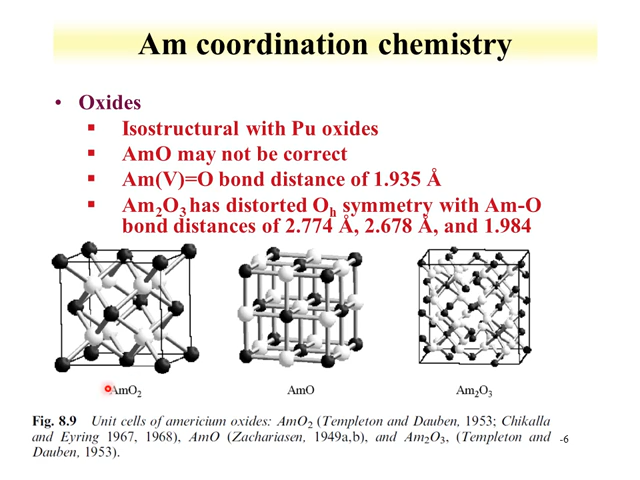 Am coordination chemistry
• Oxides
▪ Isostructural with Pu oxides
▪ AmO may not be correct
▪ Am(V)=O bond distance of 1.935 Å
▪ Am₂O₃ has distorted Oₕ symmetry with Am-O
bond distances of 2.774 Å, 2.678 Å, and 1.984
AmO₂ AmO Am₂O₃
Fig. 8.9 Unit cells of americium oxides: AmO₂ (Templeton and Dauben, 1953; Chikalla
and Eyring 1967, 1968), AmO (Zachariasen, 1949a,b), and Am₂O₃, (Templeton and
Dauben, 1953).
-6